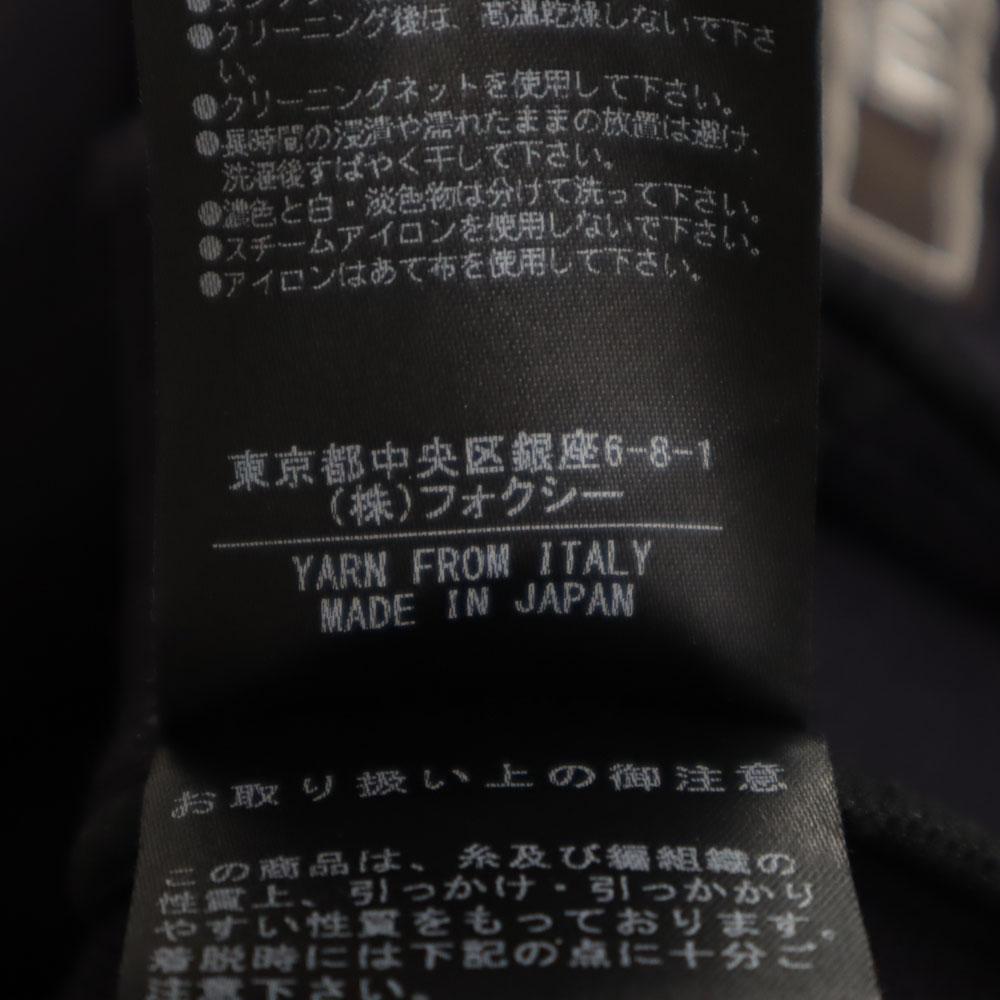 ●クリーニング後は、高温乾燥しないで下さ
い。
●クリーニングネットを使用して下さい。
●長時間の浸漬や濡れたままの放置は避け、
洗濯後すばやく干して下さい。
●濃色と白・淡色物は分けて洗って下さい。
●スチームアイロンを使用しないで下さい。
●アイロンはあて布を使用して下さい。
東京都中央区銀座6-8-1
(株)フォクシー
YARN FROM ITALY
MADE IN JAPAN
お取り扱い上の御注意
この商品は、糸及び編組織の
性質上、引っかけ・引っかかり
やすい性質をもっております。
着脱時には下記の点に十分ご
注意下さい。